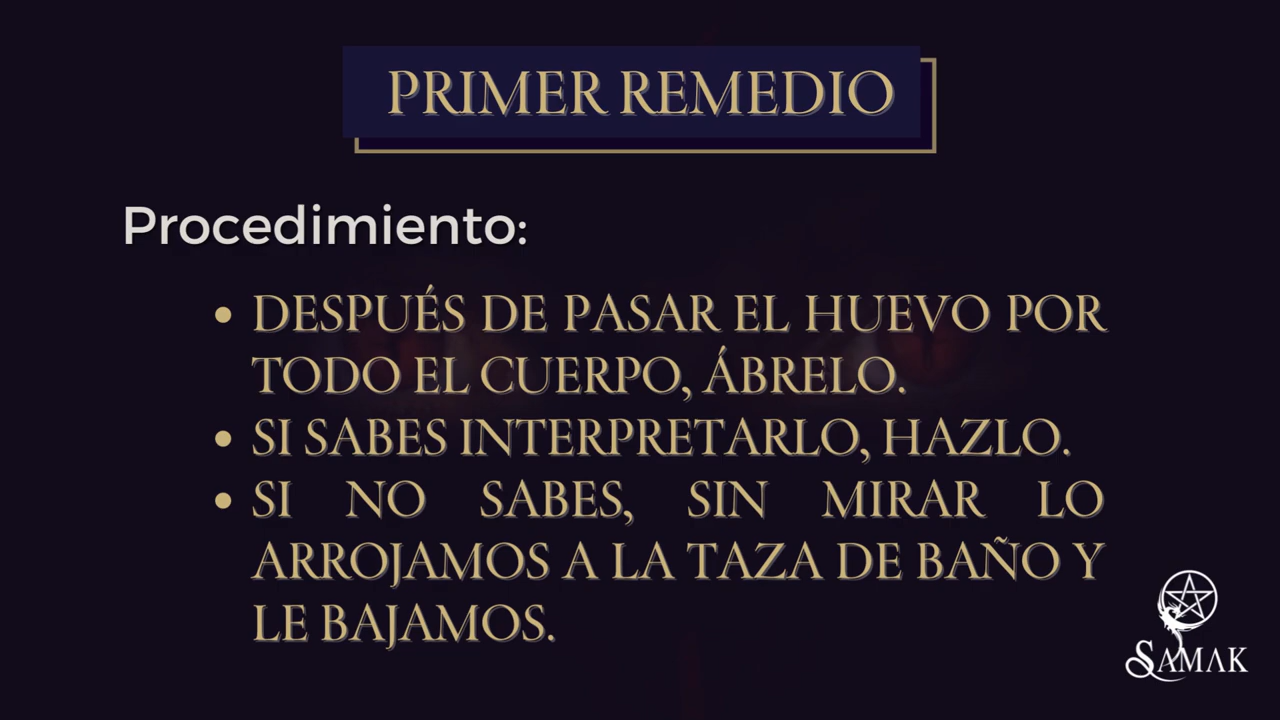 PRIMER REMEDIO
Procedimiento:
• DESPUÉS DE PASAR EL HUEVO POR
TODO EL CUERPO, ÁBRELO.
• SI SABES INTERPRETARLO, HAZLO.
• SI NO SABES, SIN MIRAR LO
ARROJAMOS A LA TAZA DE BAÑO Y
LE BAJAMOS.
SAMAK